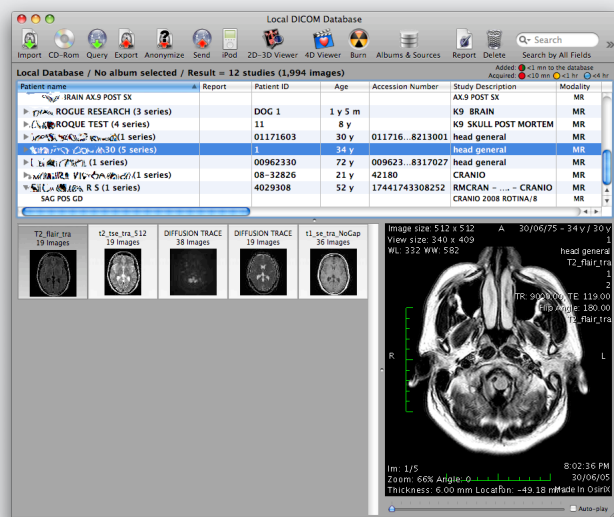 Local DICOM Database
Import CD-Rom Query Export Anonymize Send iPod 2D-3D Viewer 4D Viewer Burn Albums & Sources Report Delete Search by All Fields
Search
Local Database / No album selected / Result = 12 studies (1,994 images)
Added: <1 mn to the database
Acquired: <10 mn <1 hr <4 hr
Patient name Report Patient ID Age Accession Number Study Description Modality
BRAIN AX.9 POST SX AX.9 POST SX MR
ROGUE RESEARCH (3 series) DOG 1 1 y 5 m K9 BRAIN MR
ROQUE TEST (4 series) 11 8 y K9 SKULL POST MORTEM MR
(1 series) 01171603 30 y 011716...8213001 head general MR
30 (5 series) 1 34 y head general MR
(1 series) 00962330 72 y 009623...8317027 head general MR
(1 series) 08-32826 21 y 42180 CRANIO MR
R S (1 series) 4029308 52 y 17441743308252 RMCRAN - .... - CRANIO MR
SAG POS GD CRANIO 2008 ROTINA/8 MR
T2_flair_tra
19 Images
t2_tse_tra_512
19 Images
DIFFUSION TRACE
38 Images
DIFFUSION TRACE
19 Images
t1_se_tra_NoGap
36 Images
Image size: 512 x 512
View size: 340 x 409
WL: 332 WW: 582
A
30/06/75 - 34 y / 30 y
1
head general
T2_flair_tra
1
2
TR: 9000.00, TE: 119.00
Flip Angle: 180.00
T2_flair_tra
R
L
Im: 1/5
Zoom: 66% Angle: 0
Thickness: 6.00 mm Location: -49.18 mm
P
8:02:36 PM
30/06/05
Made In OsiriX
Auto-play